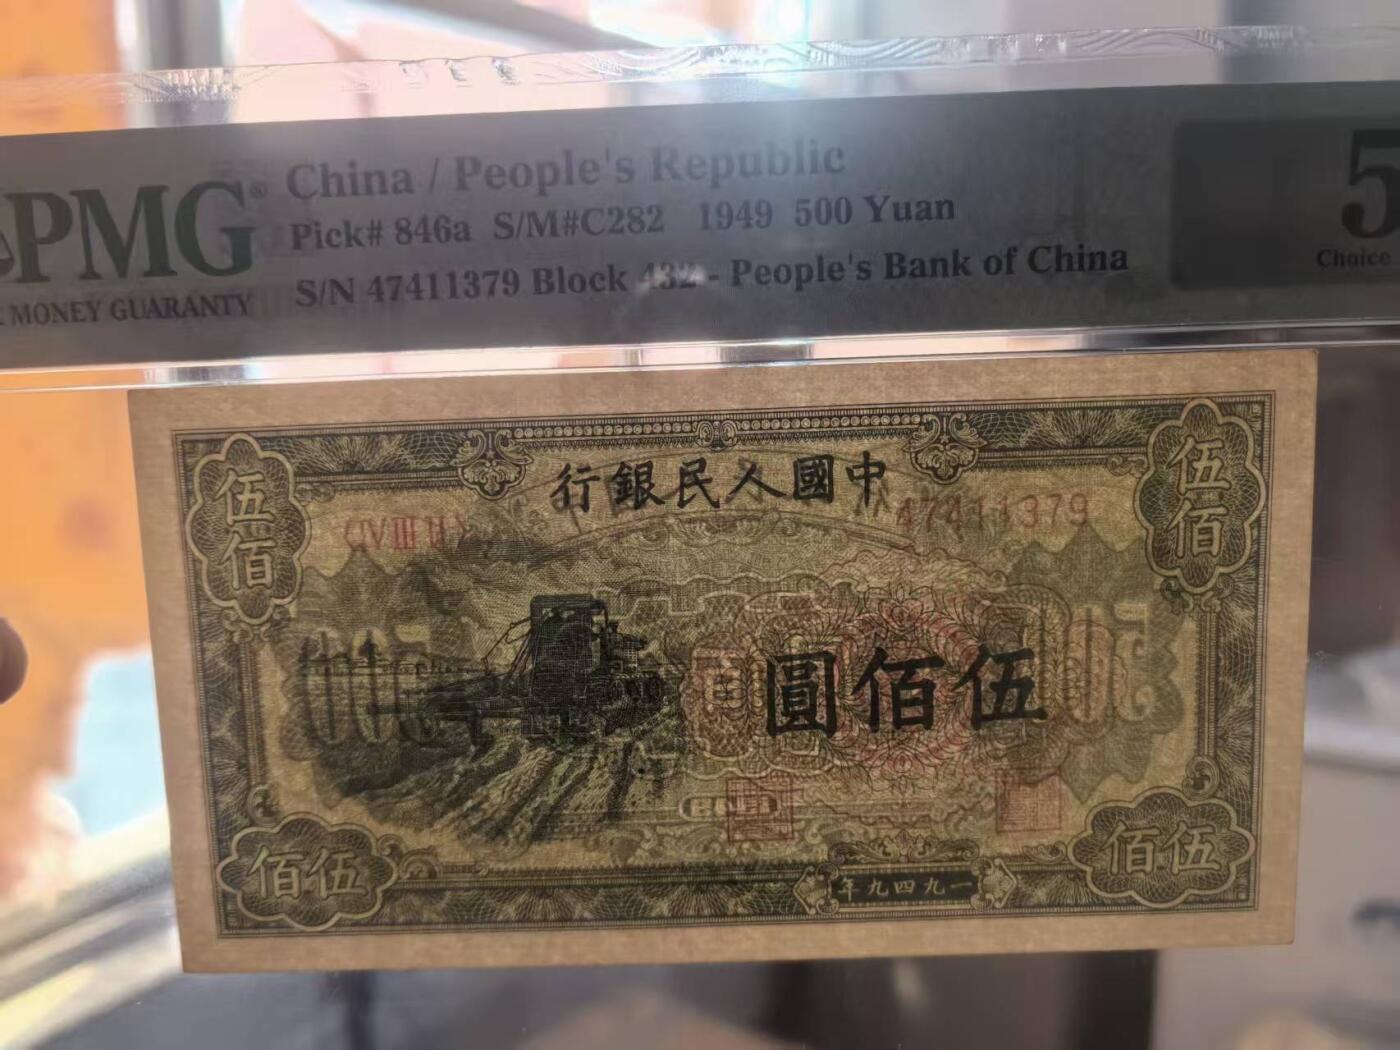 China / People's Republic
PMG®
Pick# 846a S/M#C282 1949 500 Yuan
S/N 47411379 Block 432 - People's Bank of China
MONEY GUARANTY
5
Choice
行銀民人國中
伍佰
伍佰
47411379
圓佰伍
佰伍
佰伍
年九四九一